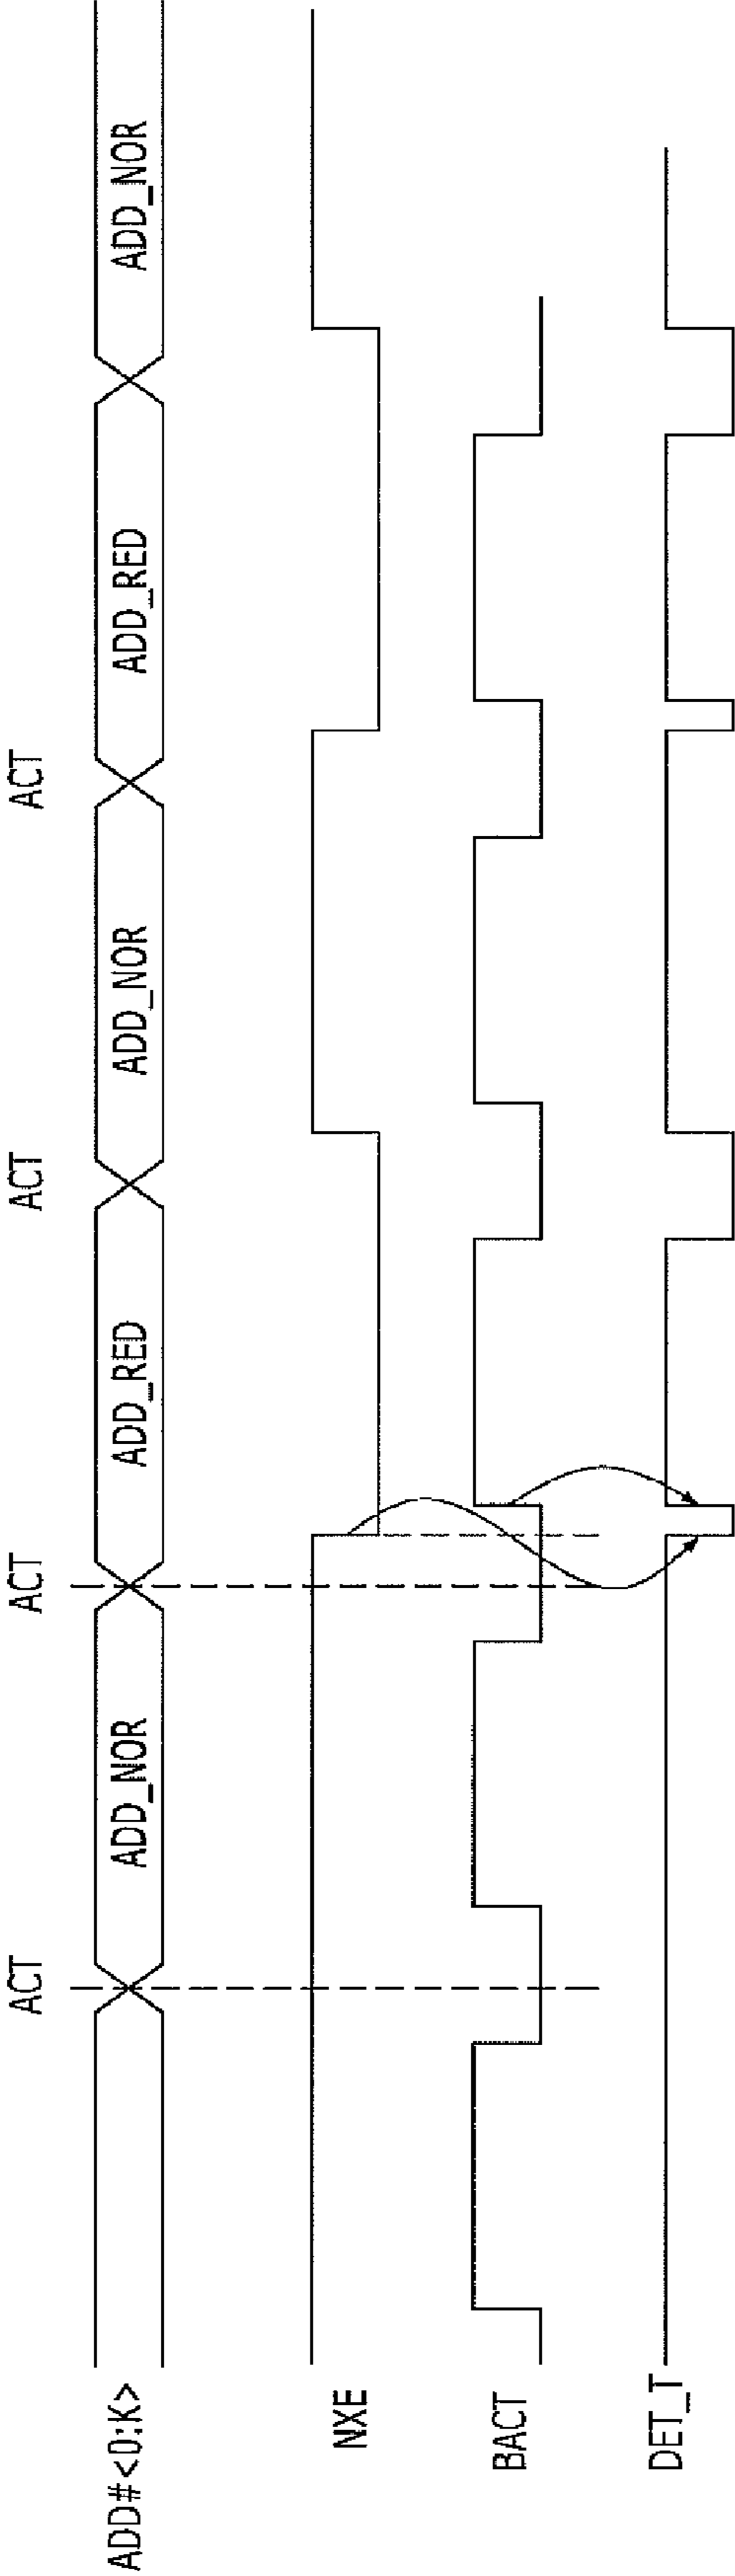 ACT ACT ACT ACT
ADD#<0:K> ADD_NOR ADD_RED ADD_NOR ADD_RED ADD_NOR
NXE
BACT
DET_T